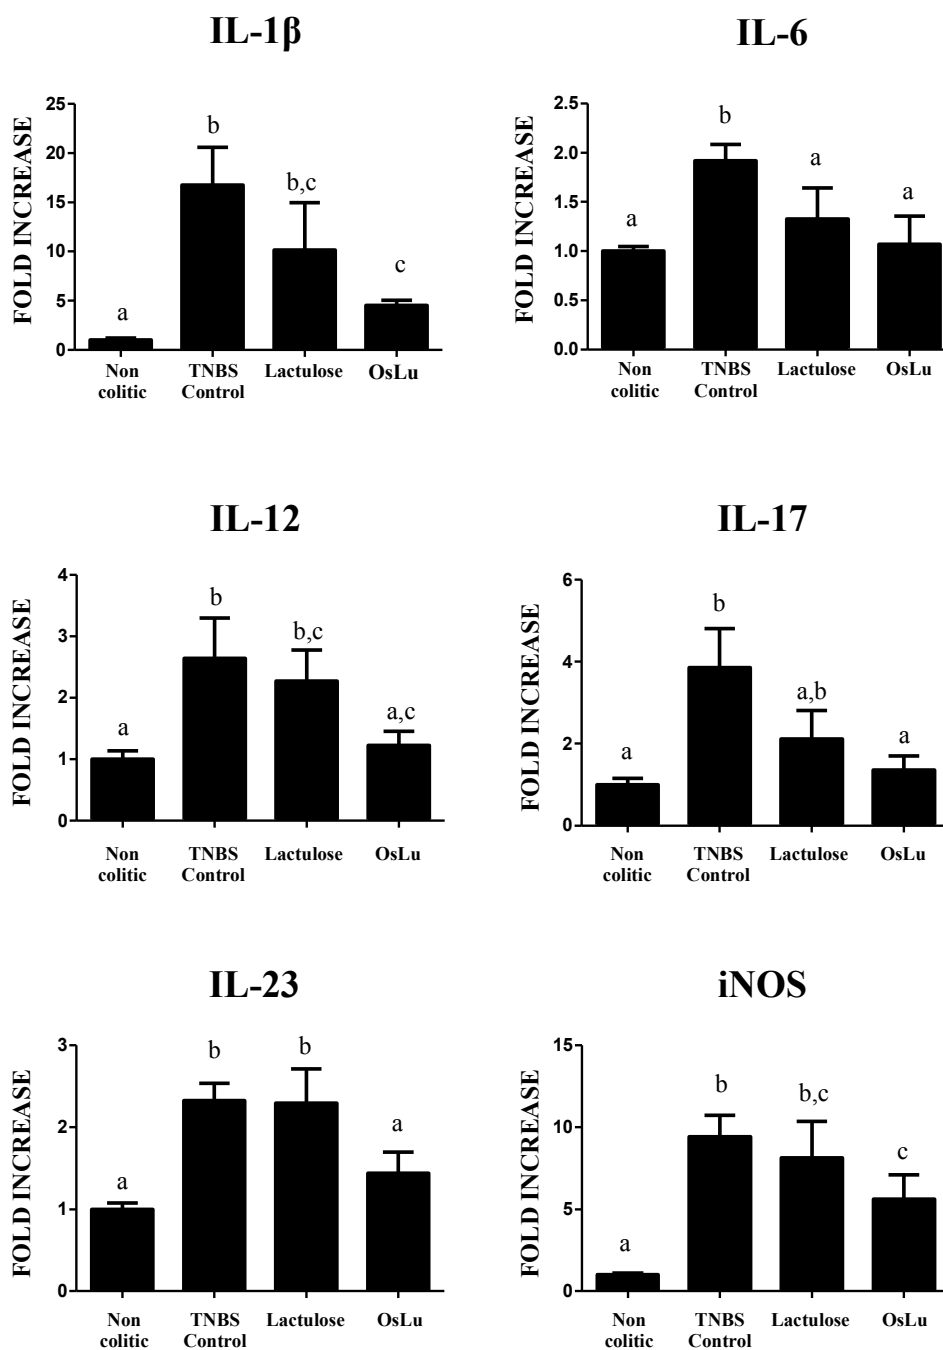 IL-1β
FOLD INCREASE
25
20
15
10
5
0
a
b
b,c
c
Non colitic
TNBS Control
Lactulose
OsLu
IL-6
FOLD INCREASE
2.5
2.0
1.5
1.0
0.5
0.0
a
b
a
a
Non colitic
TNBS Control
Lactulose
OsLu
IL-12
FOLD INCREASE
4
3
2
1
0
a
b
b,c
a,c
Non colitic
TNBS Control
Lactulose
OsLu
IL-17
FOLD INCREASE
6
4
2
0
a
b
a,b
a
Non colitic
TNBS Control
Lactulose
OsLu
IL-23
FOLD INCREASE
3
2
1
0
a
b
b
a
Non colitic
TNBS Control
Lactulose
OsLu
iNOS
FOLD INCREASE
15
10
5
0
a
b
b,c
c
Non colitic
TNBS Control
Lactulose
OsLu